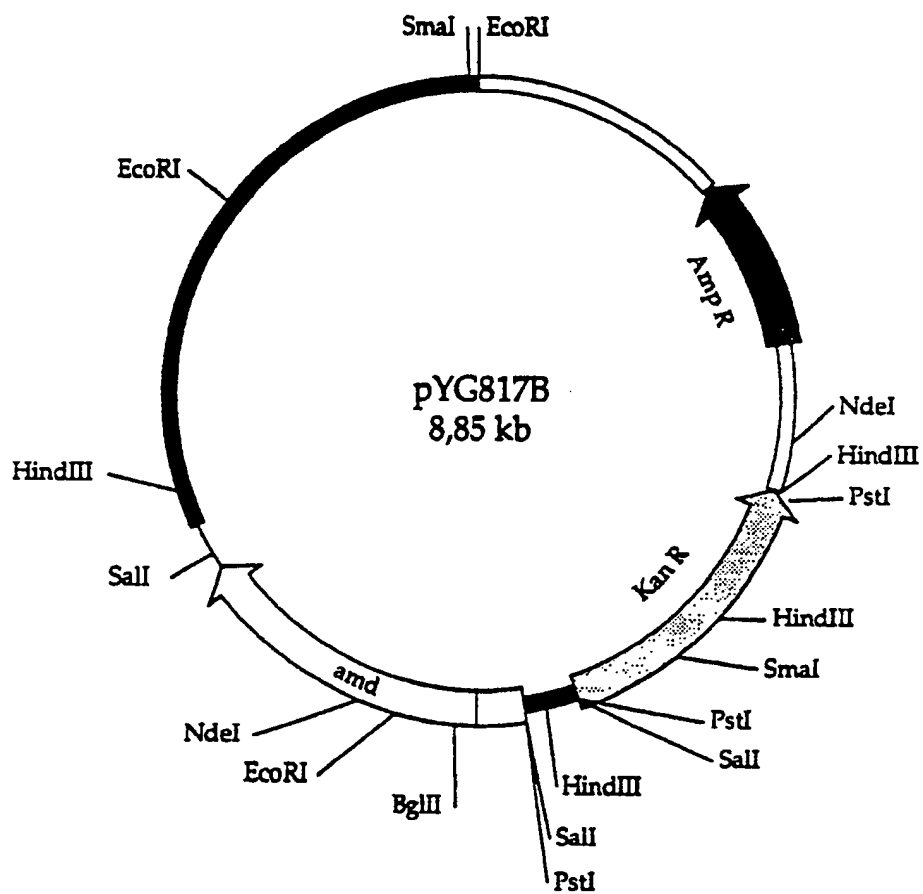 SmaI EcoRI
EcoRI
Amp R
pYG817B
8,85 kb
NdeI
HindIII
HindIII
PstI
Kan R
SalI
HindIII
amd
SmaI
NdeI
PstI
SalI
EcoRI
HindIII
BglII
SalI
PstI